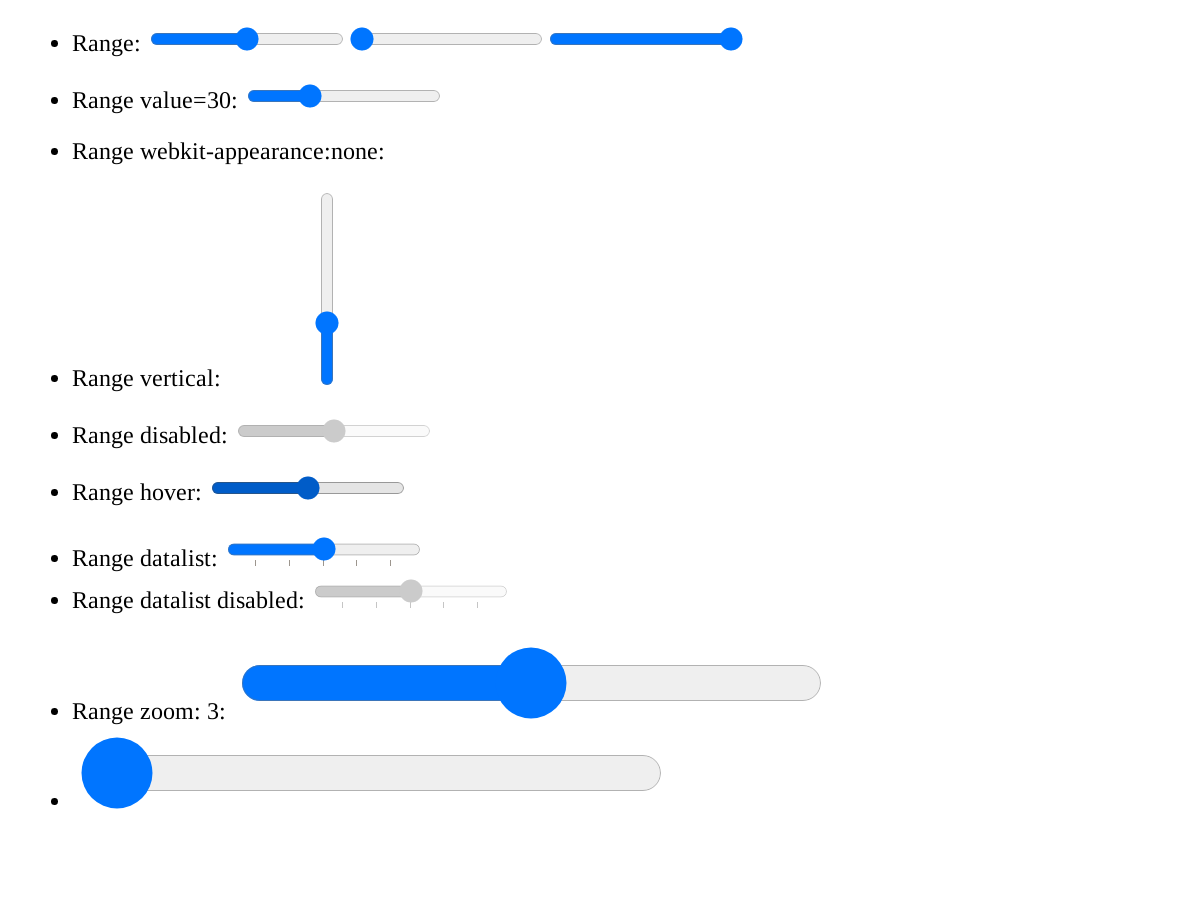 Range:
Range value=30:
Range webkit-appearance:none:
Range vertical:
Range disabled:
Range hover:
Range datalist:
Range datalist disabled:
Range zoom: 3: